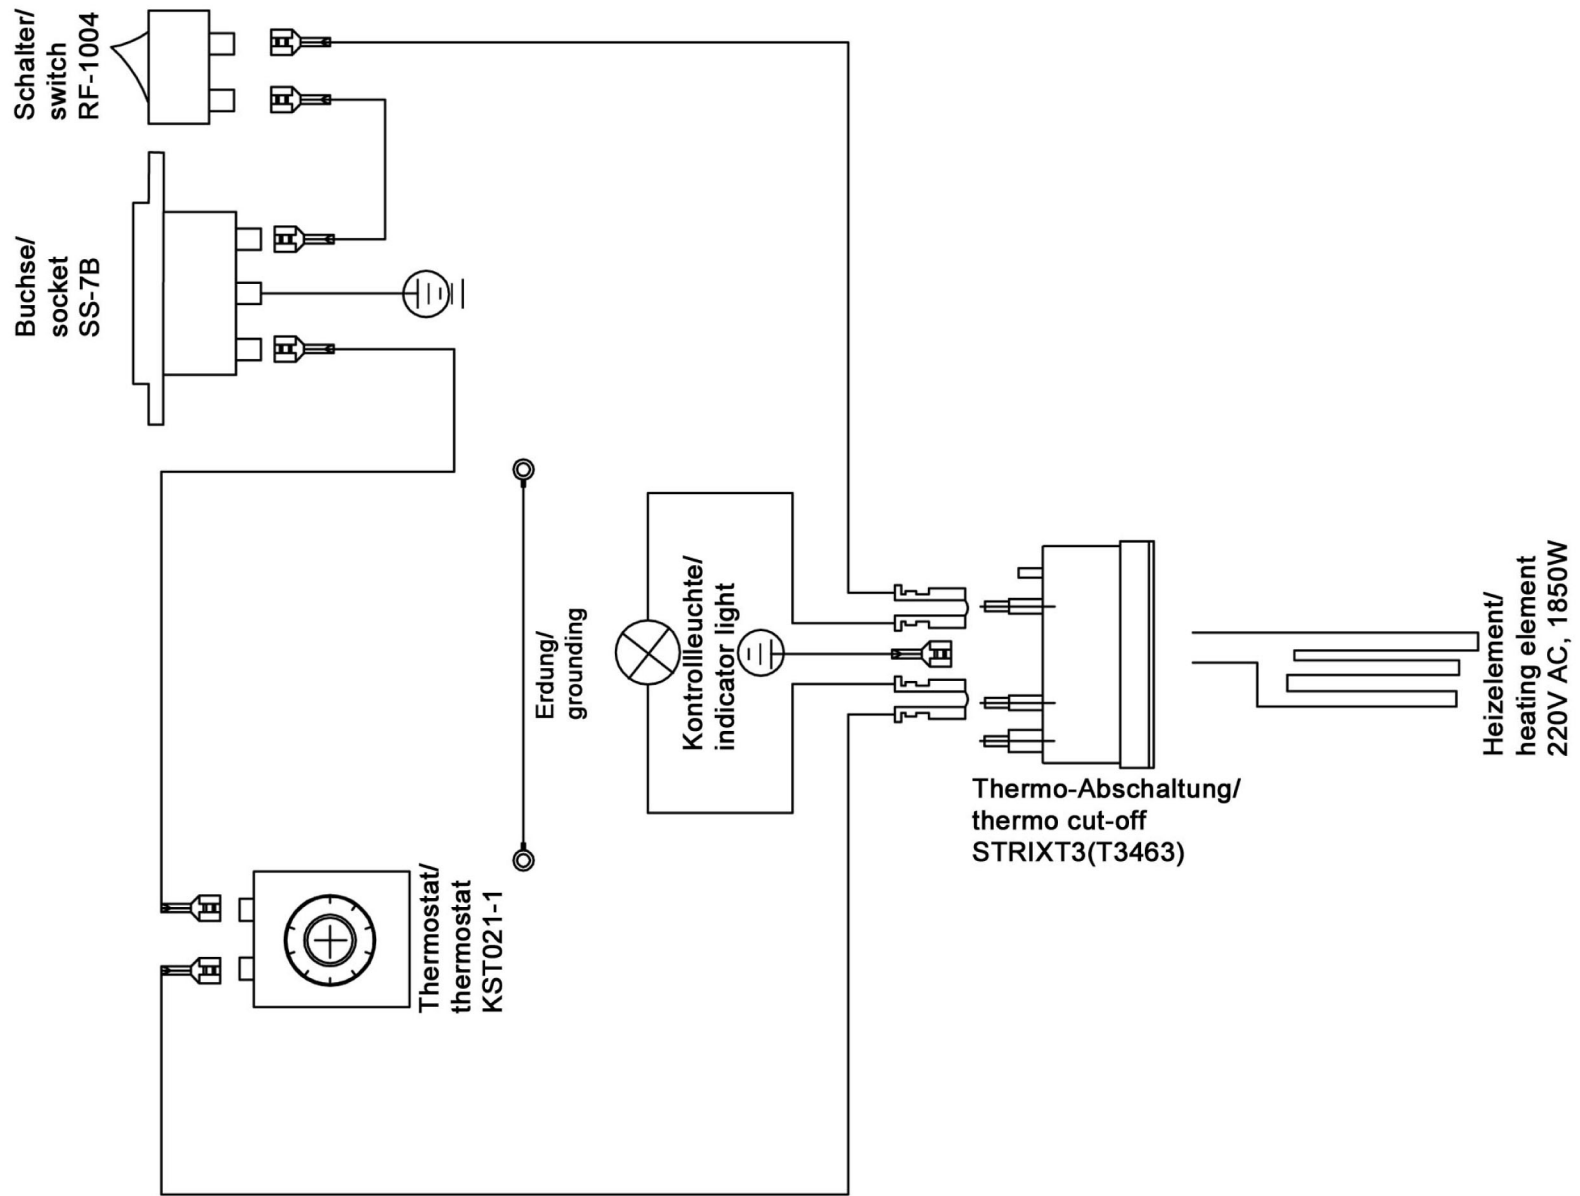 Schalter/
switch
RF-1004
Buchse/
socket
SS-7B
Erdung/
grounding
Kontrollleuchte/
indicator light
Thermostat/
thermostat
KST021-1
Thermo-Abschaltung/
thermo cut-off
STRIXT3(T3463)
Heizelement/
heating element
220V AC, 1850W